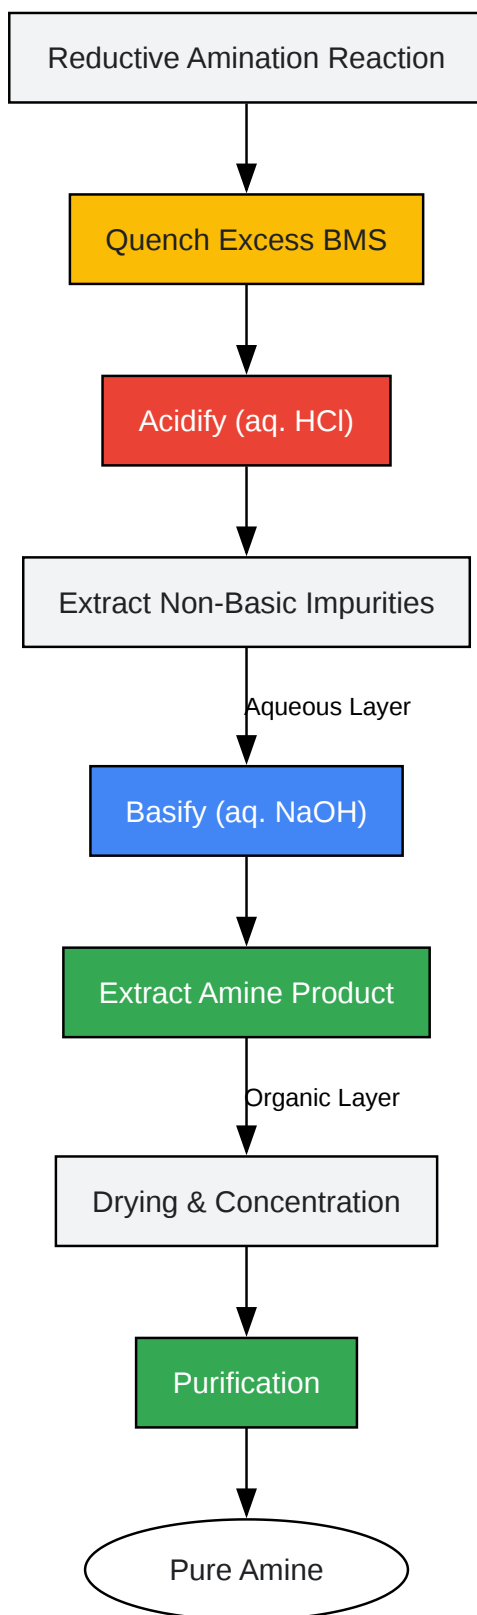 Reductive Amination Reaction
Quench Excess BMS
Acidify (aq. HCl)
Extract Non-Basic Impurities
Aqueous Layer
Basify (aq. NaOH)
Extract Amine Product
Organic Layer
Drying & Concentration
Purification
Pure Amine